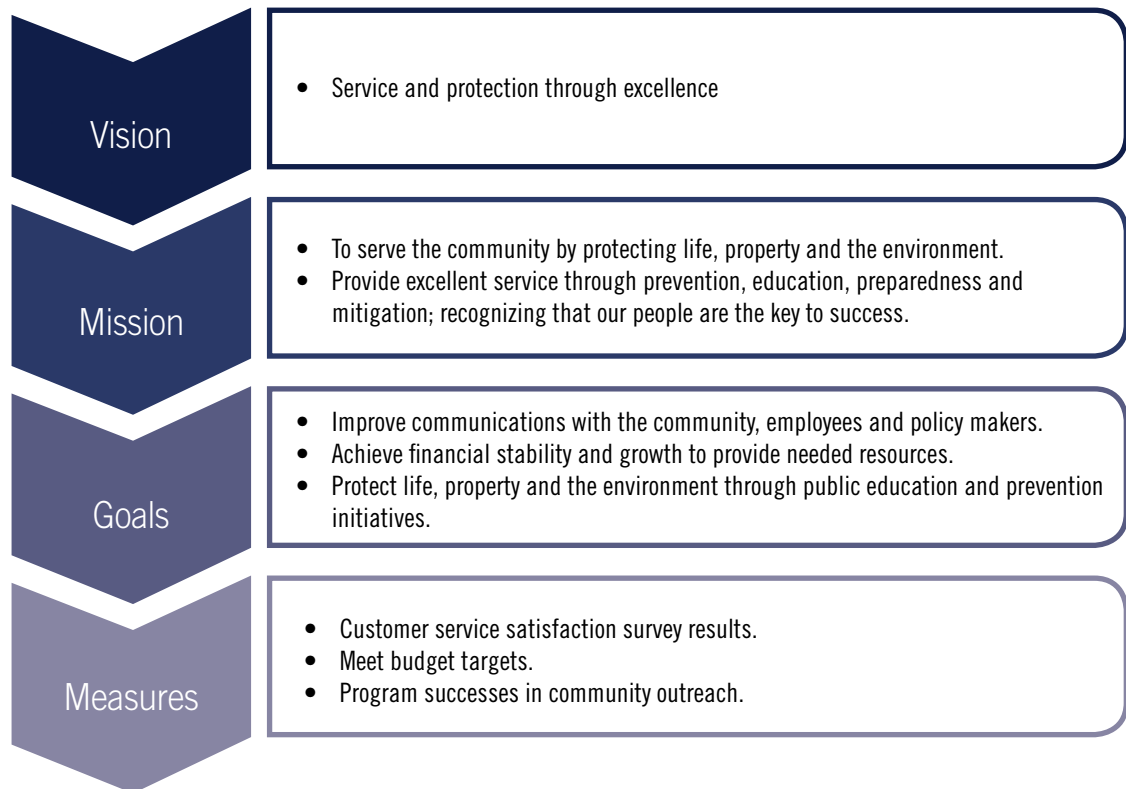 Vision
• Service and protection through excellence
Mission
• To serve the community by protecting life, property and the environment.
• Provide excellent service through prevention, education, preparedness and
mitigation; recognizing that our people are the key to success.
Goals
• Improve communications with the community, employees and policy makers.
• Achieve financial stability and growth to provide needed resources.
• Protect life, property and the environment through public education and prevention
initiatives.
Measures
• Customer service satisfaction survey results.
• Meet budget targets.
• Program successes in community outreach.